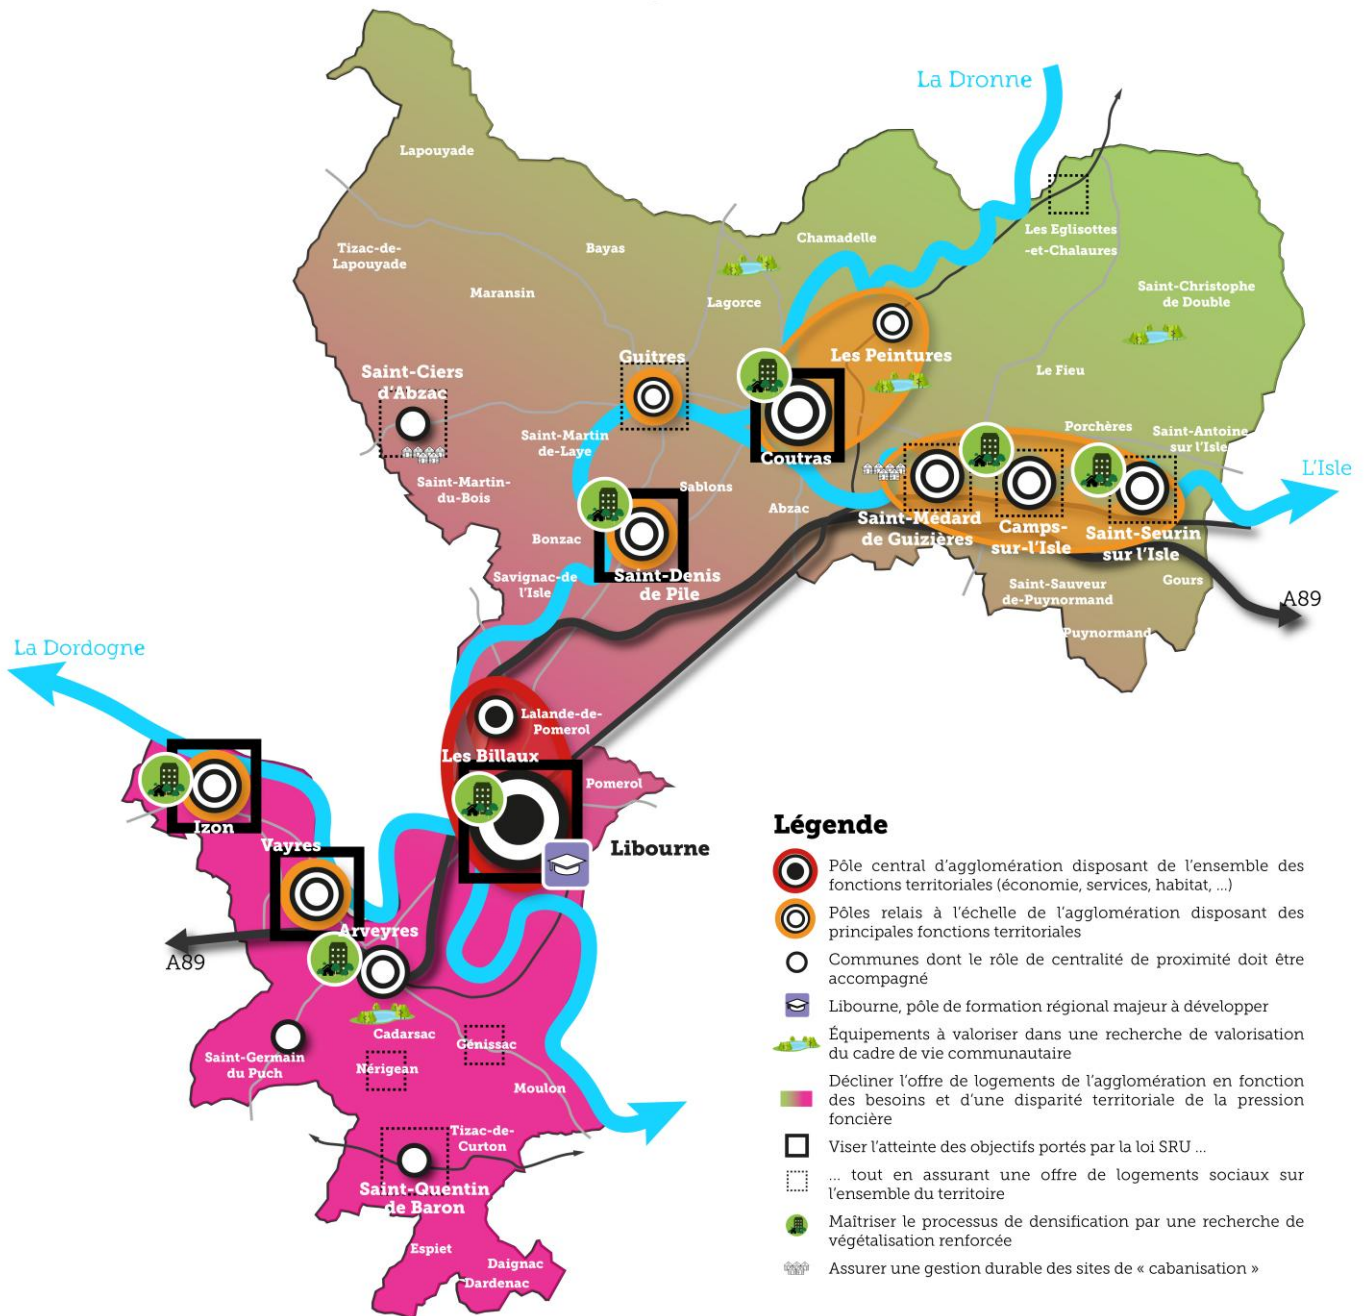 La Dronne
Lapouyade
Les Eglisottes
-et-Chalaures
Chamadelle
Tizac-de-
Lapouyade
Bayas
Saint-Christophe
de Double
Maransin
Lagorce
Les Peintures
Guitres
Saint-Ciers
d'Abzac
Le Fieu
Porchères
Saint-Antoine
sur l'Isle
Saint-Martin
de-Laye
Coutras
L'Isle
Saint-Martin-
du-Bois
Sablons
Abzac
Saint-Médard
de Guizières
Camps-
sur-l'Isle
Saint-Seurin
sur l'Isle
Bonzac
Saint-Denis
de Pile
Savignac-de
l'Isle
Saint-Sauveur
de-Puynormand
Gours
A89
Puynormand
La Dordogne
Lalande-de-
Pomerol
Les Billaux
Pomerol
Izon
Vayres
Libourne
Arveyres
A89
Cadarsac
Génissac
Saint-Germain
du Puch
Nérigean
Moulon
Tizac-de-
Curton
Saint-Quentin
de Baron
Espiet
Daignac
Dardenac
Légende
Pôle central d'agglomération disposant de l'ensemble des
fonctions territoriales (économie, services, habitat, ...)
Pôles relais à l'échelle de l'agglomération disposant des
principales fonctions territoriales
Communes dont le rôle de centralité de proximité doit être
accompagné
Libourne, pôle de formation régional majeur à développer
Équipements à valoriser dans une recherche de valorisation
du cadre de vie communautaire
Décliner l'offre de logements de l'agglomération en fonction
des besoins et d'une disparité territoriale de la pression
foncière
Viser l'atteinte des objectifs portés par la loi SRU ...
... tout en assurant une offre de logements sociaux sur
l'ensemble du territoire
Maîtriser le processus de densification par une recherche de
végétalisation renforcée
Assurer une gestion durable des sites de « cabanisation »